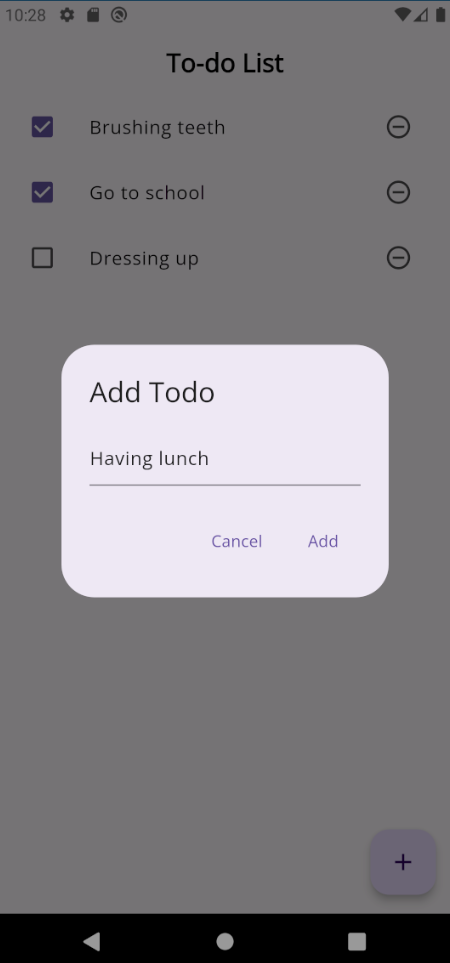 10:28
To-do List
Brushing teeth
Go to school
Dressing up
Add Todo
Having lunch
Cancel Add
+